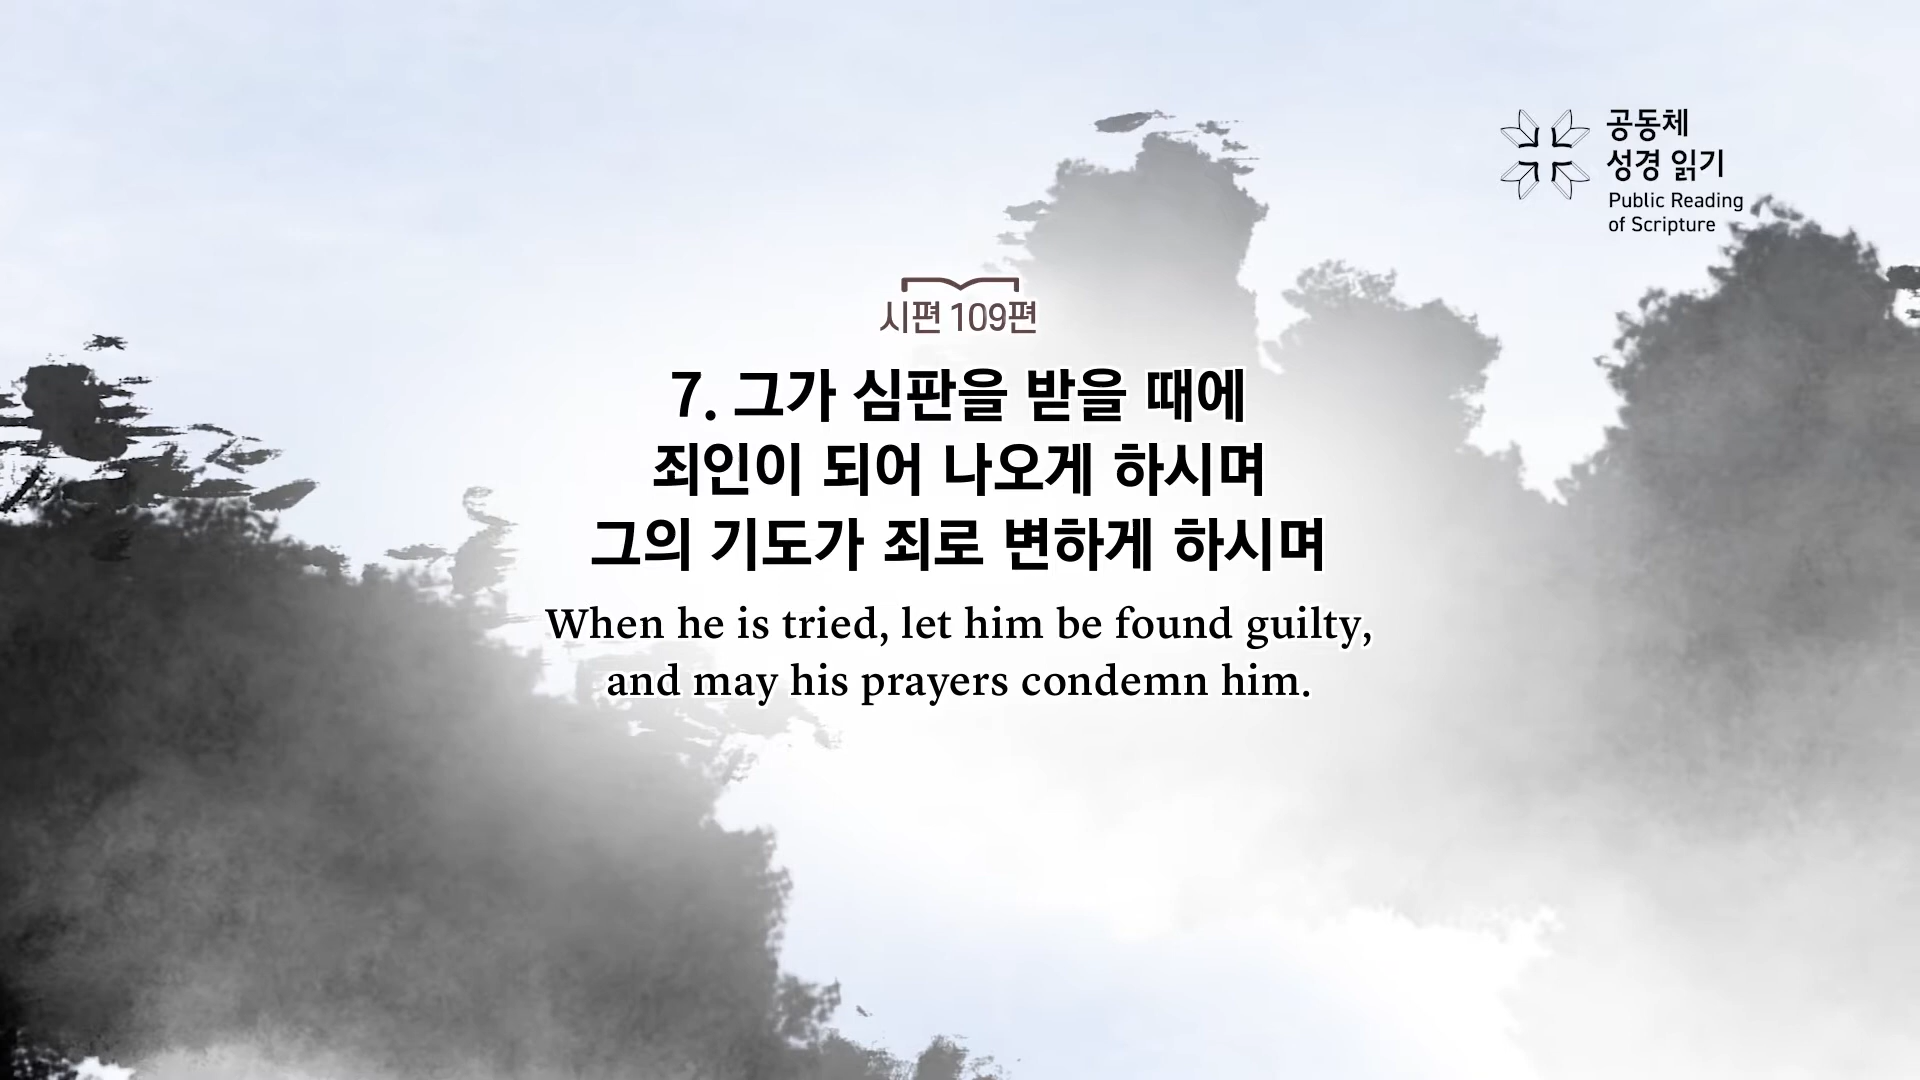 공동체
성경 읽기
Public Reading
of Scripture
시편 109편
7. 그가 심판을 받을 때에
죄인이 되어 나오게 하시며
그의 기도가 죄로 변하게 하시며
When he is tried, let him be found guilty,
and may his prayers condemn him.